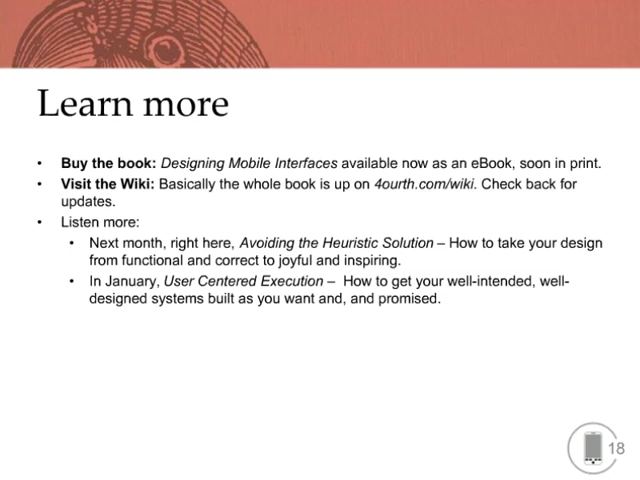 Learn more
• Buy the book: Designing Mobile Interfaces available now as an eBook, soon in print.
• Visit the Wiki: Basically the whole book is up on 4ourth.com/wiki. Check back for
updates.
• Listen more:
• Next month, right here, Avoiding the Heuristic Solution – How to take your design
from functional and correct to joyful and inspiring.
• In January, User Centered Execution –  How to get your well-intended, well-
designed systems built as you want and, and promised.
18